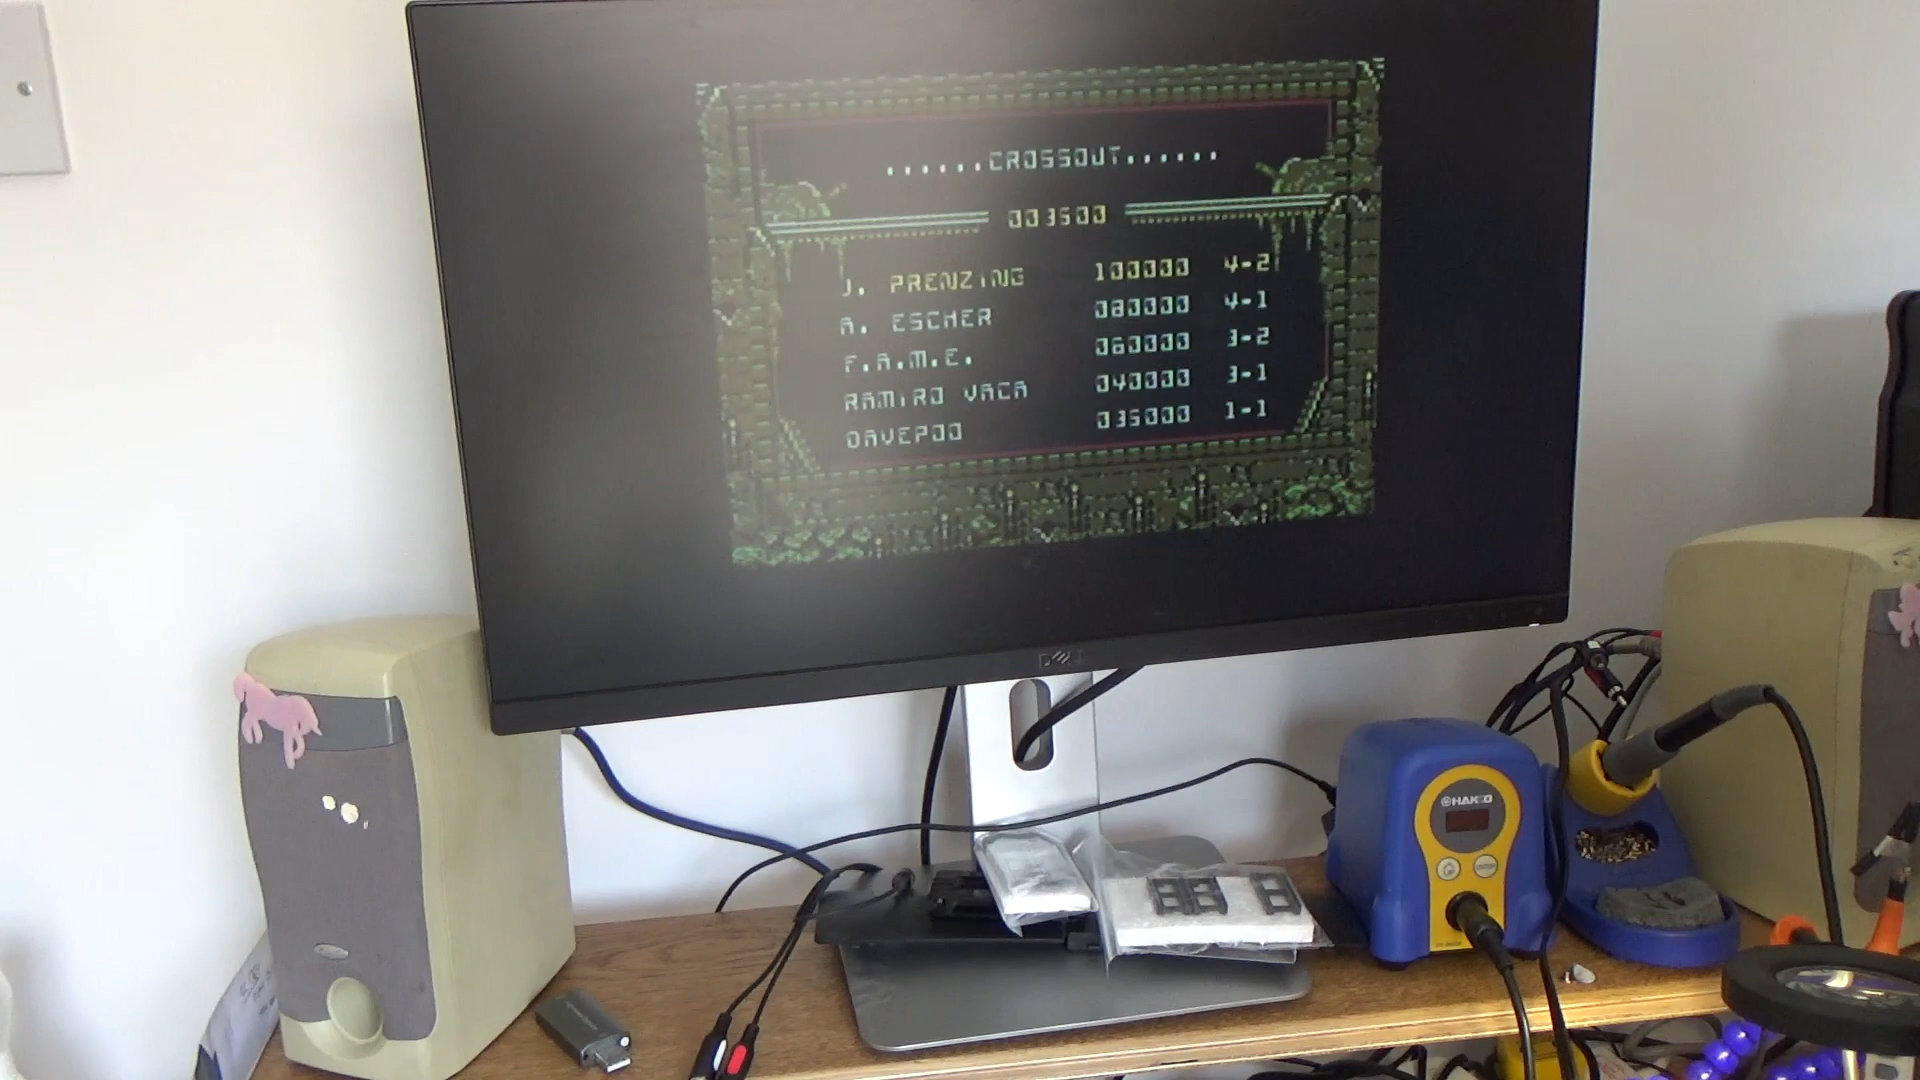 ......CROSSOUT......
003500
J. PRENZING 100000 4-2
A. ESCHER 080000 4-1
F.A.M.E. 060000 3-2
RAMIRO VACA 040000 3-1
DAVEPOO 035000 1-1
DELL
HAKKO